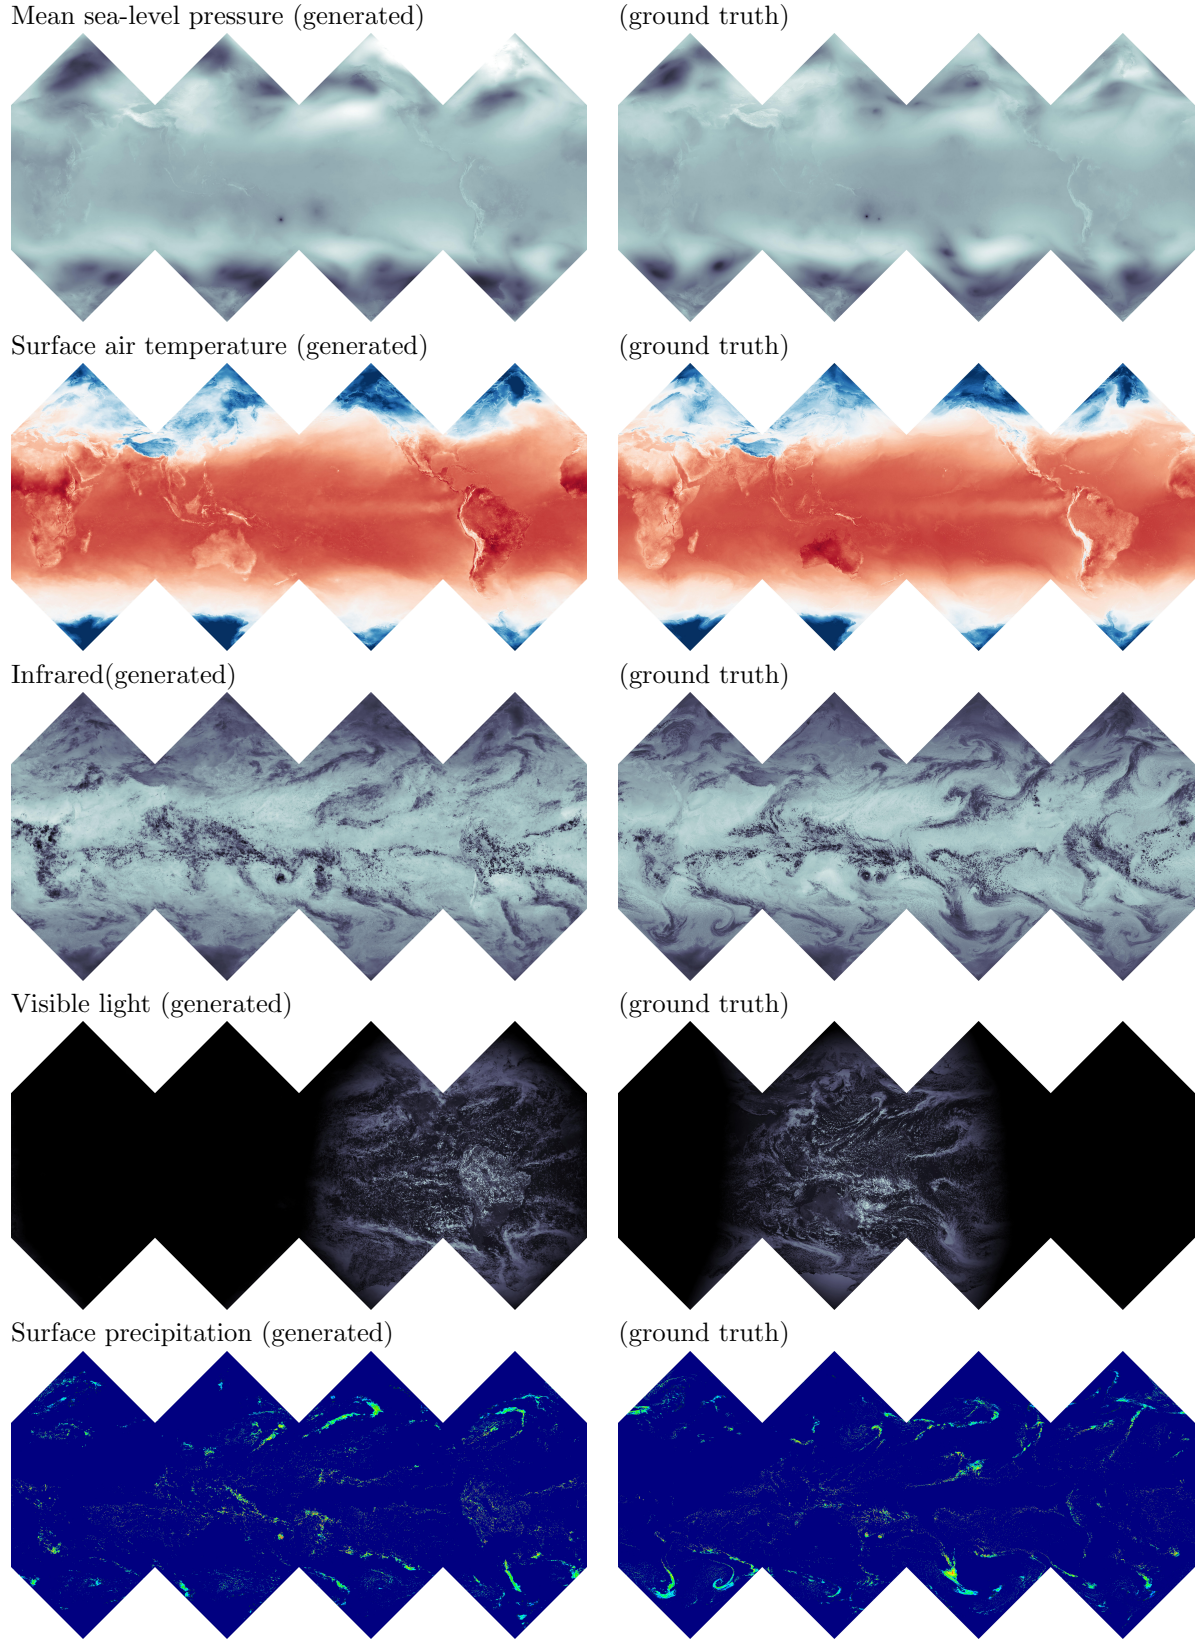 Mean sea-level pressure (generated)
(ground truth)
Surface air temperature (generated)
(ground truth)
Infrared(generated)
(ground truth)
Visible light (generated)
(ground truth)
Surface precipitation (generated)
(ground truth)